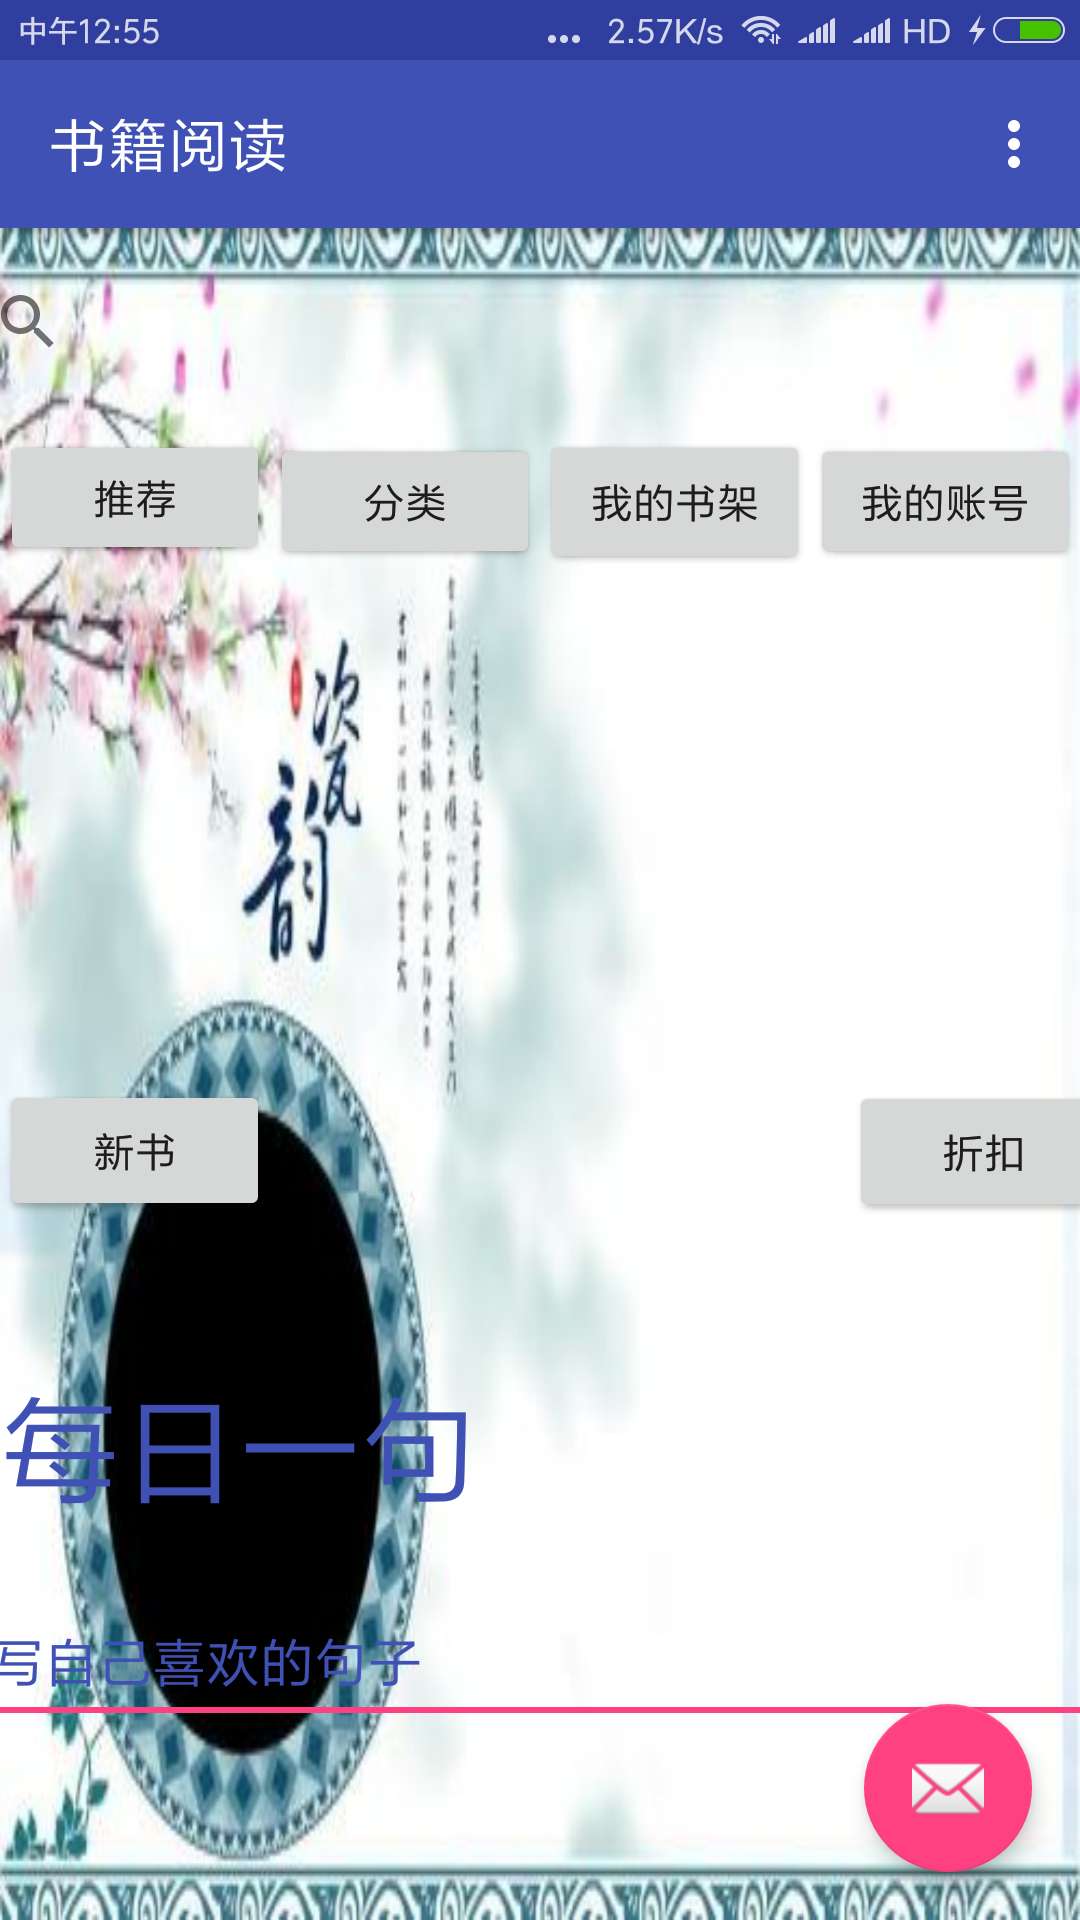 中午12:55
2.57K/s
HD
书籍阅读
推荐
分类
我的书架
我的账号
瓷韵
新书
折扣
每日一句
写自己喜欢的句子